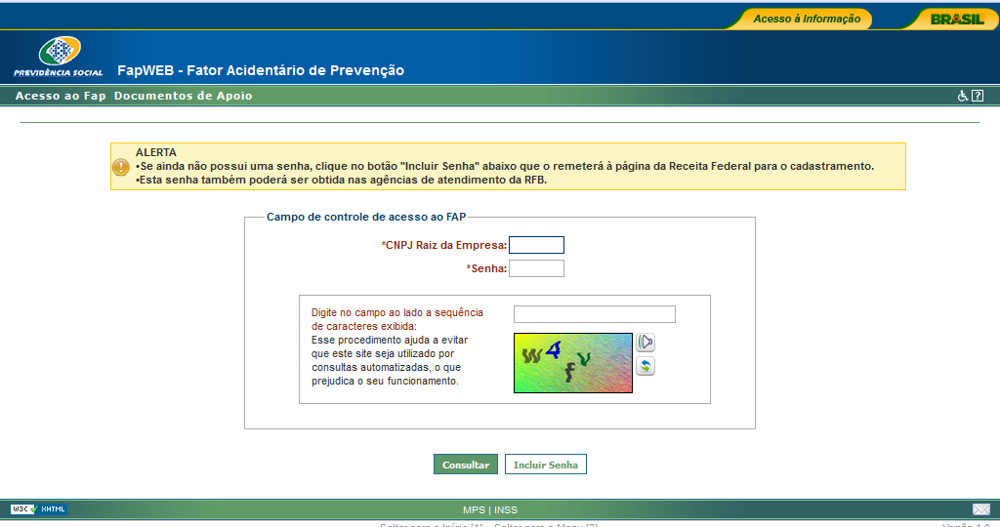 Acesso à Informação
BRASIL
PREVIDÊNCIA SOCIAL
FapWEB - Fator Acidentário de Prevenção
Acesso ao Fap Documentos de Apoio
ALERTA
•Se ainda não possui uma senha, clique no botão "Incluir Senha" abaixo que o remeterá à página da Receita Federal para o cadastramento.
•Esta senha também poderá ser obtida nas agências de atendimento da RFB.
Campo de controle de acesso ao FAP
*CNPJ Raiz da Empresa:
*Senha:
Digite no campo ao lado a sequência
de caracteres exibida:
Esse procedimento ajuda a evitar
que este site seja utilizado por
consultas automatizadas, o que
prejudica o seu funcionamento.
W4fv
Consultar
Incluir Senha
W3C XHTML
MPS | INSS
Saltar para o Início [1] Saltar para o Menu [2]
Versão 1.9